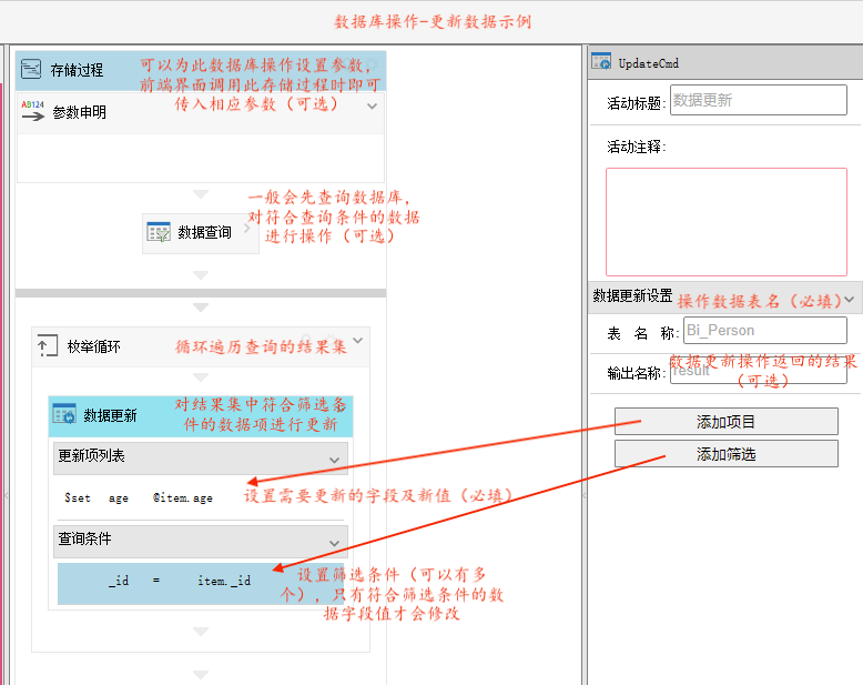 数据库操作-更新数据示例
存储过程
可以为此数据库操作设置参数,
前端界面调用此存储过程时即可
传入相应参数（可选）
AB124
参数申明
一般会先查询数据库,
对符合查询条件的数据
进行操作（可选）
数据查询
枚举循环
循环遍历查询的结果集
数据更新
对结果集中符合筛选条
件的数据项进行更新
更新项列表
$set age @item.age
设置需要更新的字段及新值（必填）
查询条件
_id = item._id
设置筛选条件（可以有多
个）, 只有符合筛选条件的数
据字段值才会修改
UpdateCmd
活动标题: 数据更新
活动注释:
数据更新设置
操作数据表名（必填）
表 名 称: Bi_Person
输出名称: result
数据更新操作返回的结果
（可选）
添加项目
添加筛选